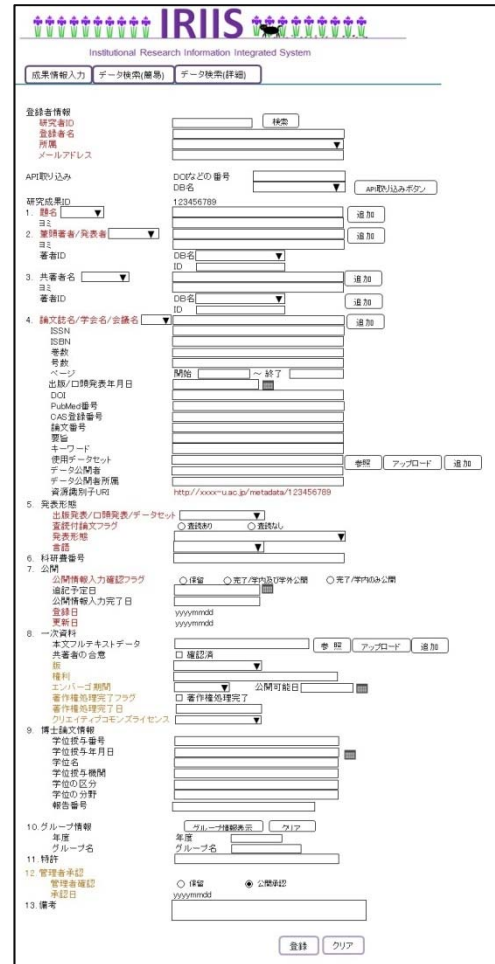 IRIIS
Institutional Research Information Integrated System
成果情報入力 データ検索(簡易) データ検索(詳細)
登録者情報
研究者ID 検索
登録者名
所属 ▼
メールアドレス
API取り込み DOIなどの番号
DB名 ▼ API取り込みボタン
研究成果ID 123456789
1. 題名 ▼ 追加
ヨミ
2. 筆頭著者/発表者 ▼ 追加
ヨミ
著者ID DB名 ▼
ID
3. 共著者名 ▼ 追加
ヨミ
著者ID DB名 ▼ 追加
ID
4. 論文誌名/学会名/会議名 ▼ 追加
ISSN
ISBN
巻数
号数
ページ 開始 ～ 終了
出版/口頭発表年月日
DOI
PubMed番号
CAS登録番号
論文番号
要旨
キーワード
使用データセット 参照 アップロード 追加
データ公開者
データ公開者所属
資源識別子URI http://xxxx-u.ac.jp/metadata/123456789
5. 発表形態
出版発表/口頭発表/データセット ▼
査読付論文フラグ ○ 査読あり ○ 査読なし
発表形態 ▼
言語 ▼
6. 科研費番号
7. 公開
公開情報入力確認フラグ ○ 保留 ○ 完了/学内及び学外公開 ○ 完了/学内のみ公開
追記予定日
公開情報入力完了日
登録日 yyyymmdd
更新日 yyyymmdd
8. 一次資料
本文フルテキストデータ 参照 アップロード 追加
共著者の合意 □ 確認済
版 ▼
権利
エンバーゴ期間 ▼ 公開可能日
著作権処理完了フラグ □ 著作権処理完了
著作権処理完了日
クリエイティブコモンズライセンス ▼
9. 博士論文情報
学位授与番号
学位授与年月日
学位名
学位授与機関
学位の区分
学位の分野
報告番号
10.グループ情報 グループ情報表示 クリア
年度 年度
グループ名 グループ名
11.特許
12.管理者承認
管理者確認 ○ 保留 ◉ 公開承認
承認日 yyyymmdd
13.備考
登録 クリア